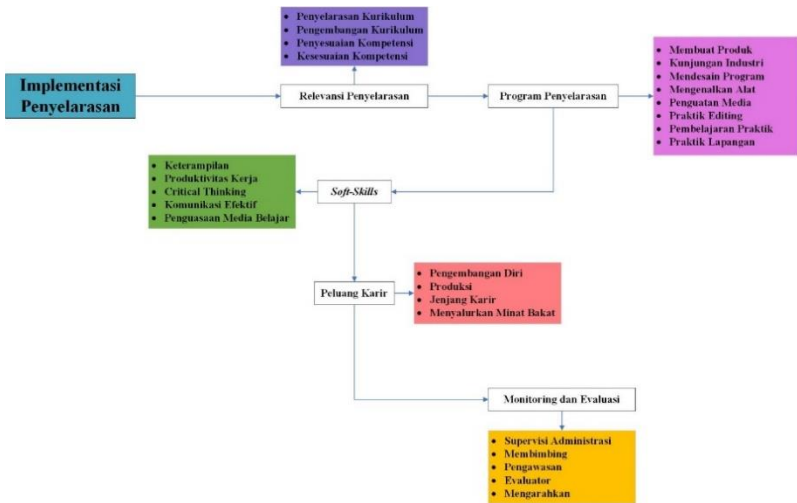 Implementasi
Penyelarasan
• Penyelarasan Kurikulum
• Pengembangan Kurikulum
• Penyesuaian Kompetensi
• Kesesuaian Kompetensi
Relevansi Penyelarasan
Program Penyelarasan
• Membuat Produk
• Kunjungan Industri
• Mendesain Program
• Mengenalkan Alat
• Penguatan Media
• Praktik Editing
• Pembelajaran Praktik
• Praktik Lapangan
• Keterampilan
• Produktivitas Kerja
• Critical Thinking
• Komunikasi Efektif
• Penguasaan Media Belajar
Soft-Skills
Peluang Karir
• Pengembangan Diri
• Produksi
• Jenjang Karir
• Menyalurkan Minat Bakat
Monitoring dan Evaluasi
• Supervisi Administrasi
• Membimbing
• Pengawasan
• Evaluator
• Mengarahkan